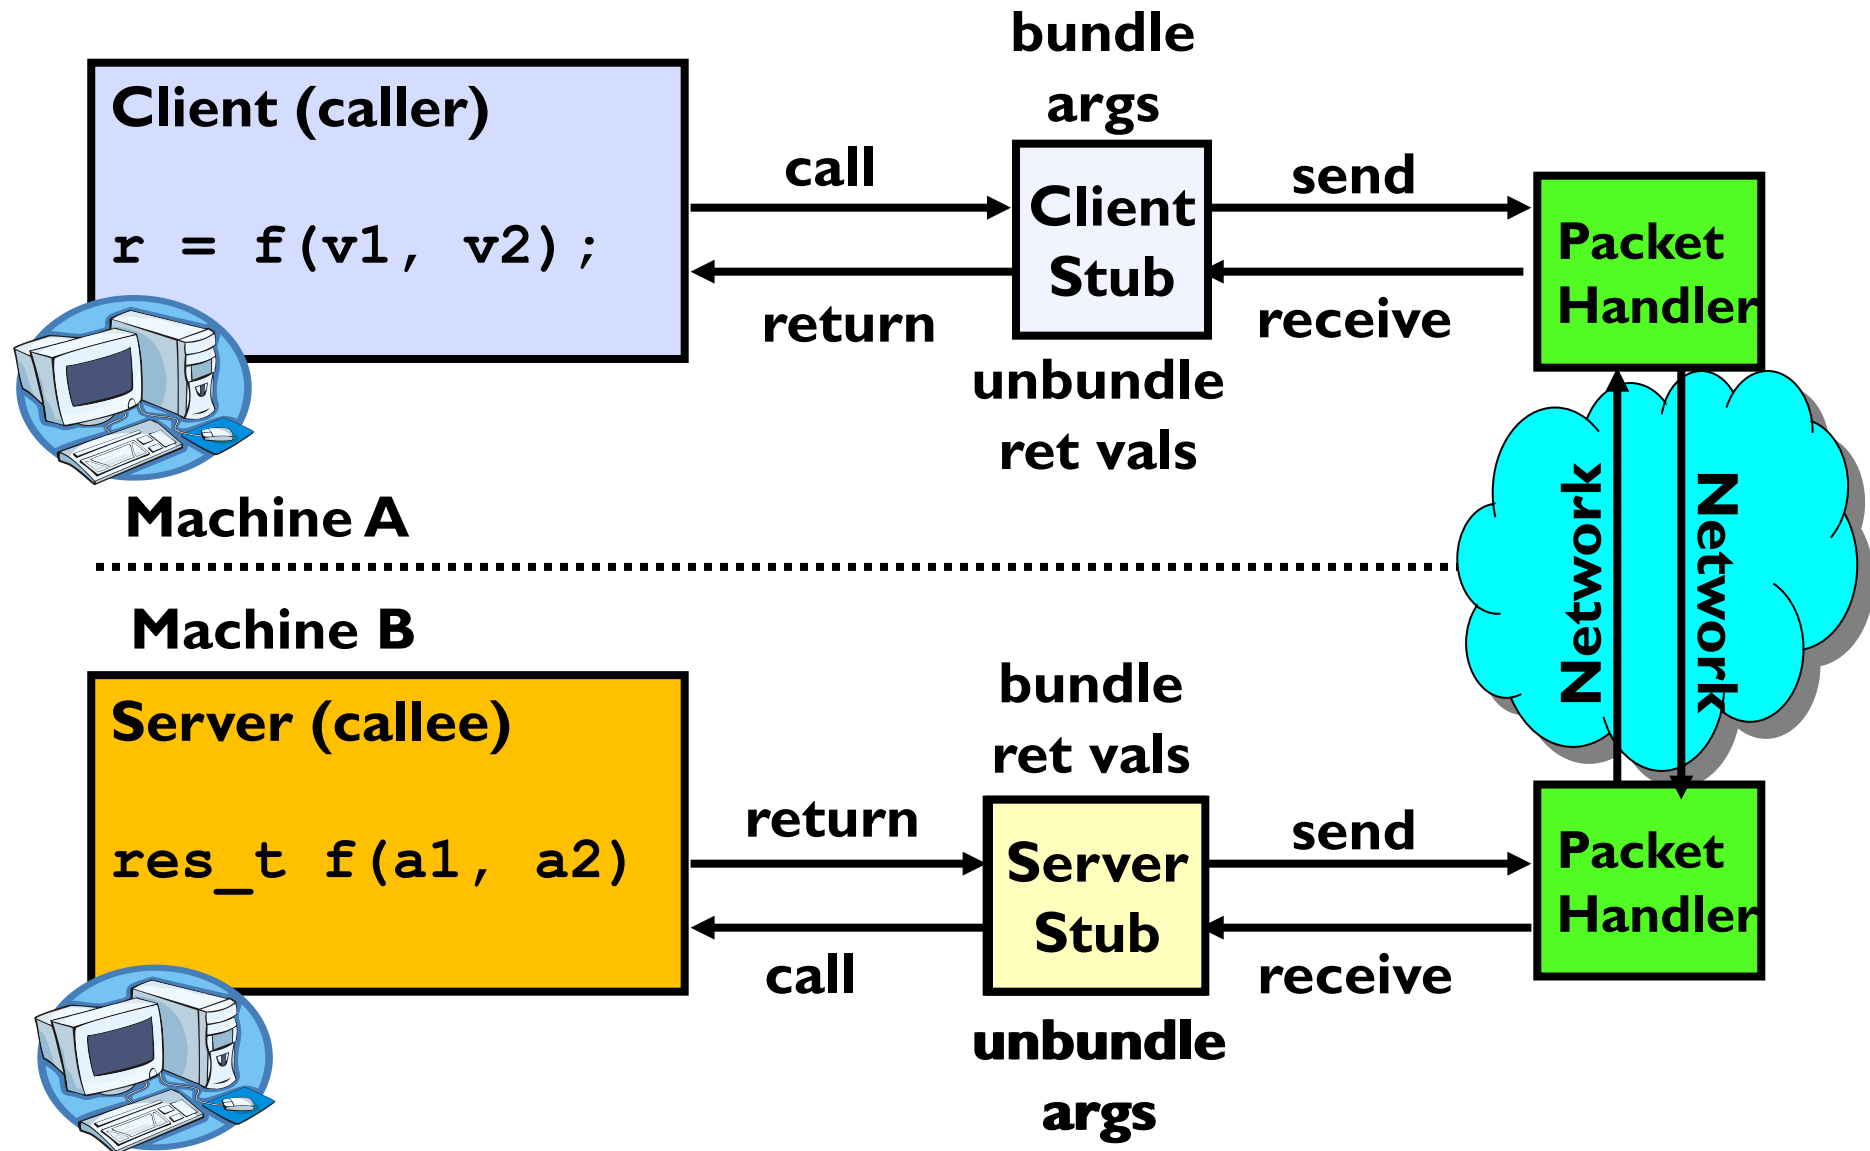 bundle
args
Client (caller)
r = f(v1, v2);
call
return
Client
Stub
unbundle
ret vals
send
receive
Packet
Handler
Machine A
Network
Network
Machine B
Server (callee)
res_t f(a1, a2)
bundle
ret vals
return
call
Server
Stub
unbundle
args
send
receive
Packet
Handler